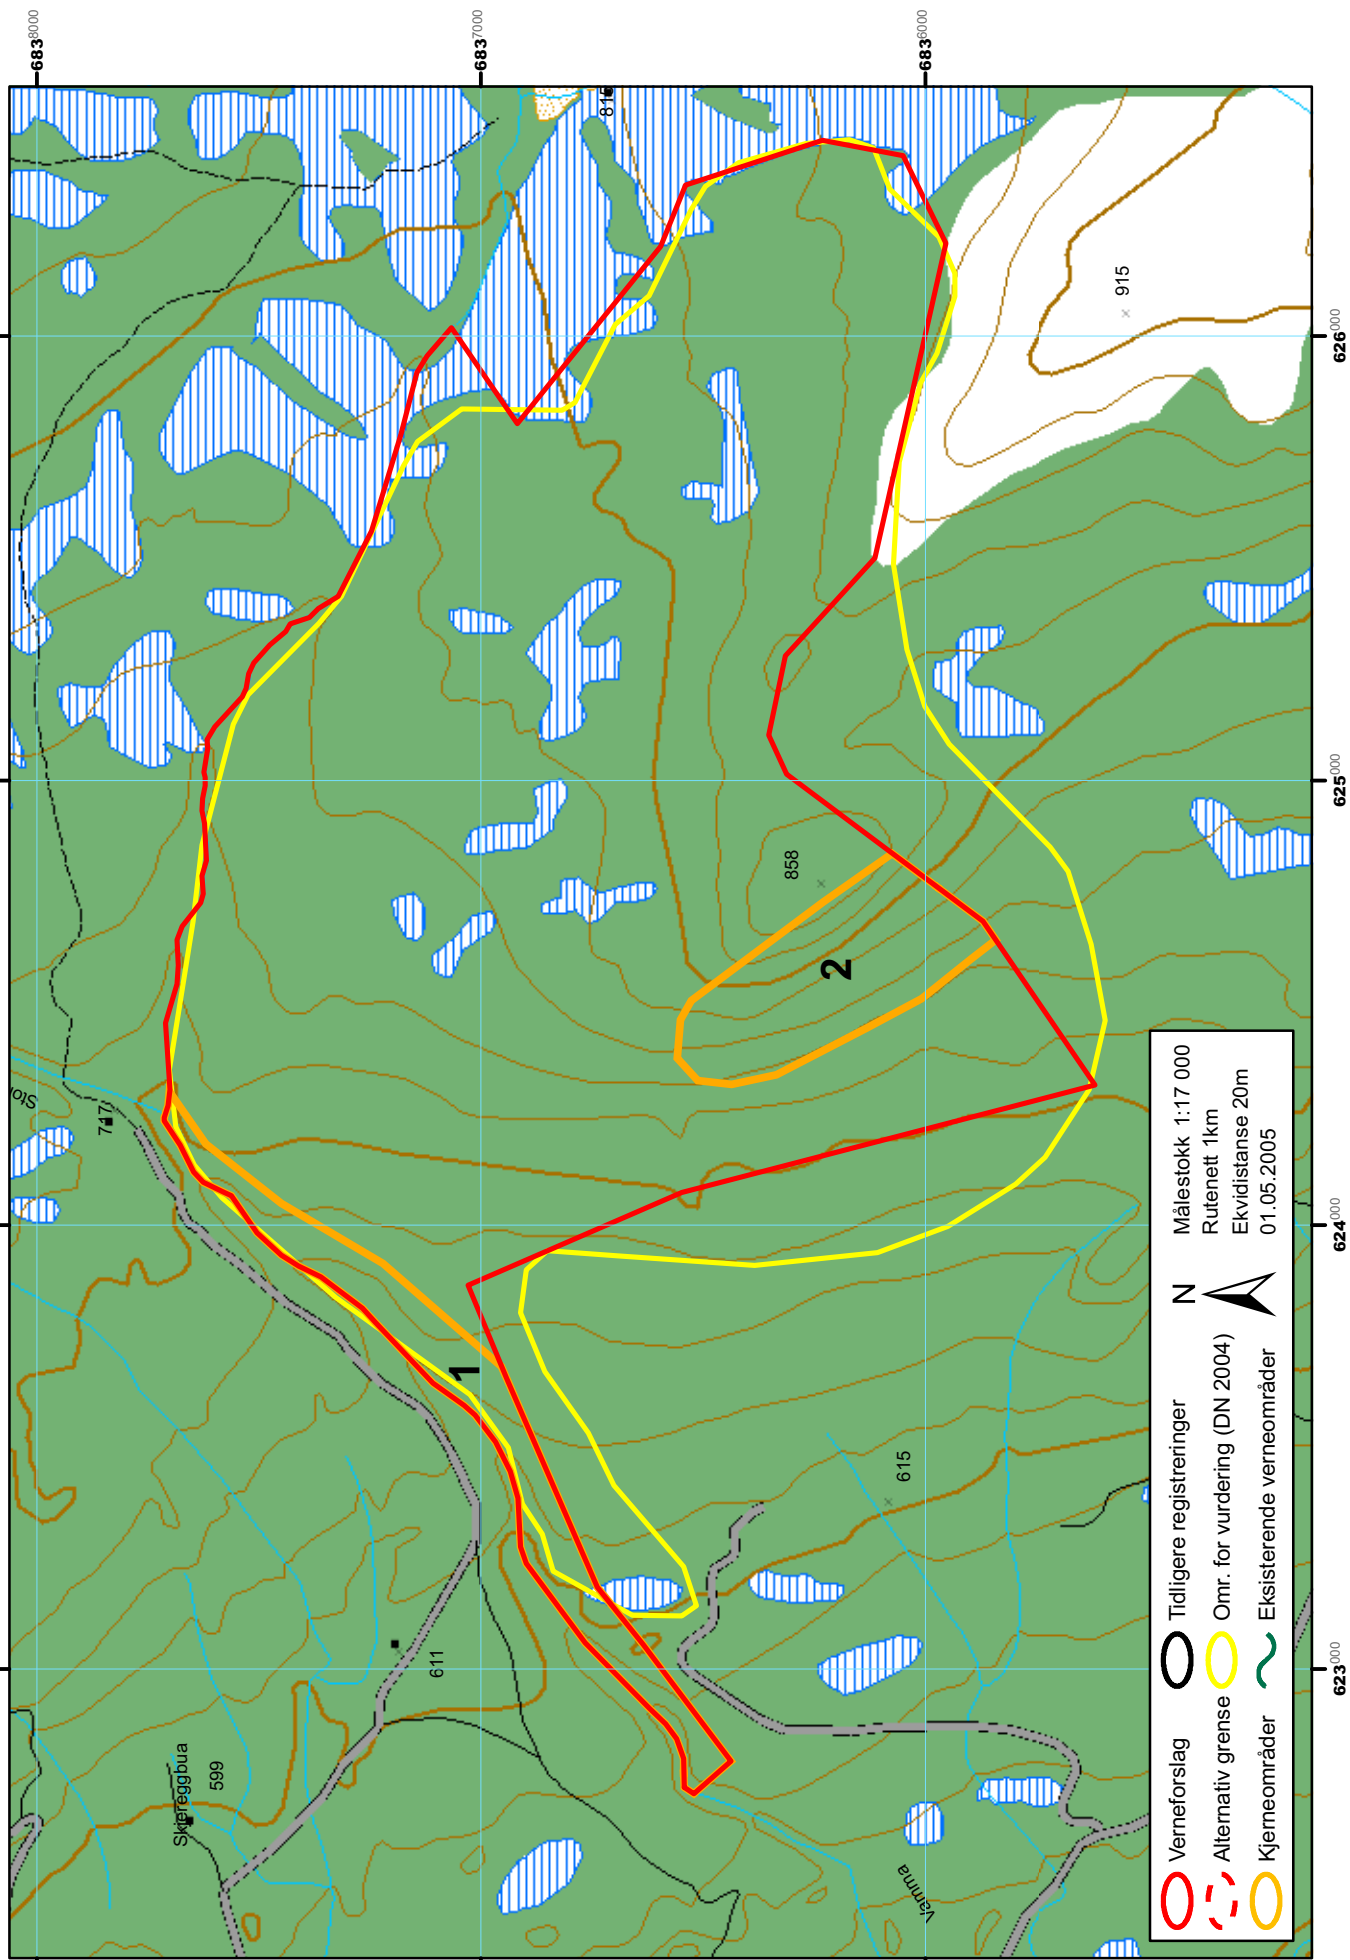 683⁸000
683⁷000
683⁶000
626000
625000
624000
623000
Skjereggbua
599
611
717
Stor
815
915
858
615
Vamma
1
2
Verneforslag
Alternativ grense
Kjerneområder
Tidligere registreringer
Omr. for vurdering (DN 2004)
Eksisterende verneområder
N
Målestokk 1:17 000
Rutenett 1km
Ekvidistanse 20m
01.05.2005